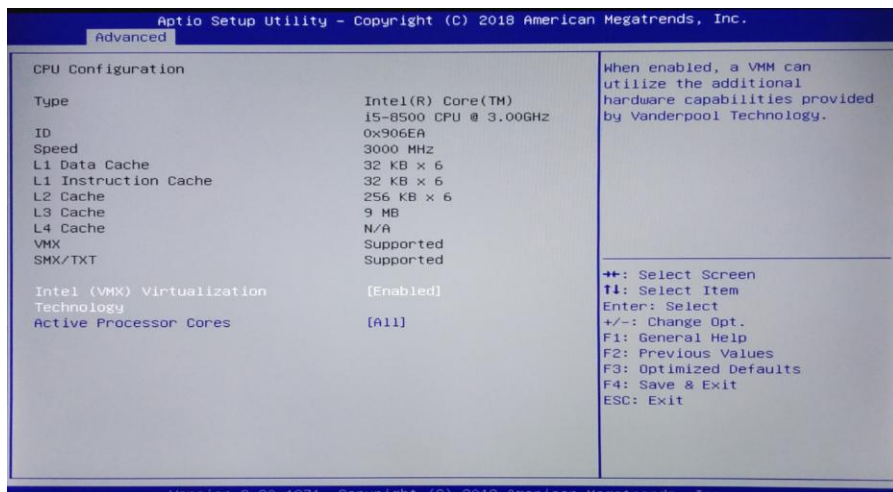 Aptio Setup Utility – Copyright (C) 2018 American Megatrends, Inc.
Advanced
CPU Configuration
Type Intel(R) Core(TM)
i5-8500 CPU @ 3.00GHz
ID 0x906EA
Speed 3000 MHz
L1 Data Cache 32 KB x 6
L1 Instruction Cache 32 KB x 6
L2 Cache 256 KB x 6
L3 Cache 9 MB
L4 Cache N/A
VMX Supported
SMX/TXT Supported
Intel (VMX) Virtualization [Enabled]
Technology
Active Processor Cores [All]
When enabled, a VMM can
utilize the additional
hardware capabilities provided
by Vanderpool Technology.
→←: Select Screen
↑↓: Select Item
Enter: Select
+/-: Change Opt.
F1: General Help
F2: Previous Values
F3: Optimized Defaults
F4: Save & Exit
ESC: Exit